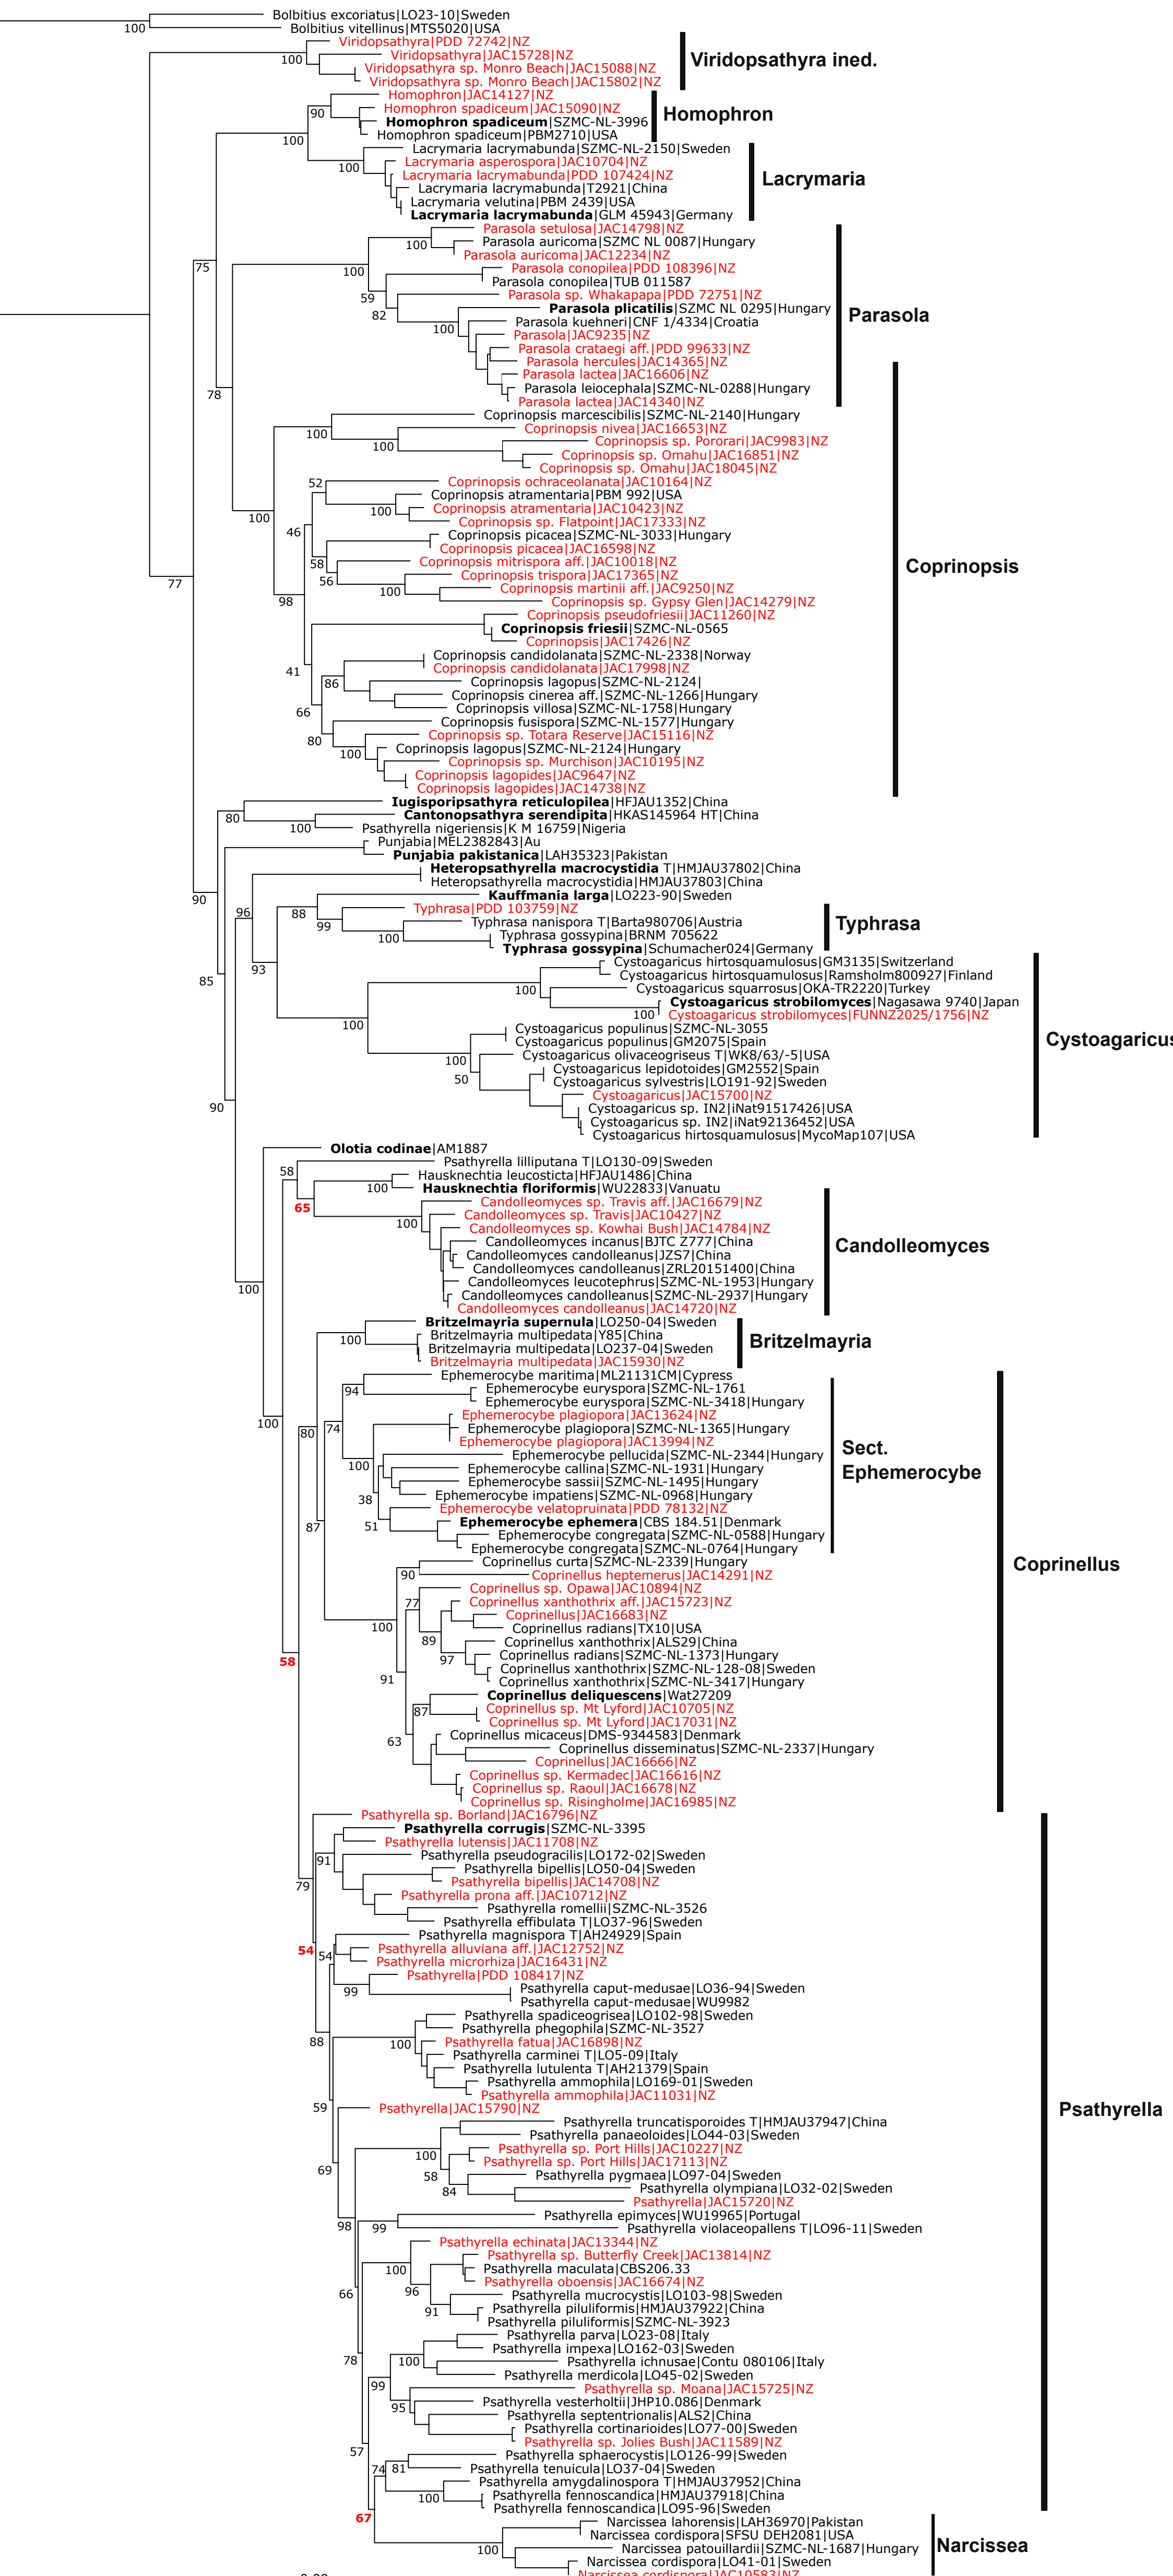 Bolbitius excoriatus|LO23-10|Sweden
100
Bolbitius vitellinus|MTS5020|USA
Viridopsathyra|PDD 72742|NZ
Viridopsathyra|JAC15728|NZ
100
Viridopsathyra ined.
Viridopsathyra sp. Monro Beach|JAC15088|NZ
Viridopsathyra sp. Monro Beach|JAC15802|NZ
Homophron|JAC14127|NZ
Homophron spadiceum|JAC15090|NZ
90
Homophron
Homophron spadiceum|SZMC-NL-3996
Homophron spadiceum|PBM2710|USA
100
Lacrymaria lacrymabunda|SZMC-NL-2150|Sweden
Lacrymaria asperospora|JAC10704|NZ
100
Lacrymaria lacrymabunda|PDD 107424|NZ
Lacrymaria
Lacrymaria lacrymabunda|T2921|China
Lacrymaria velutina|PBM 2439|USA
Lacrymaria lacrymabunda|GLM 45943|Germany
Parasola setulosa|JAC14798|NZ
Parasola auricoma|SZMC NL 0087|Hungary
100
Parasola auricoma|JAC12234|NZ
75
Parasola conopilea|PDD 108396|NZ
100
Parasola conopilea|TUB 011587
Parasola sp. Whakapapa|PDD 72751|NZ
59
Parasola plicatilis|SZMC NL 0295|Hungary
82
Parasola
Parasola kuehneri|CNF 1/4334|Croatia
100
Parasola|JAC9235|NZ
Parasola crataegi aff.|PDD 99633|NZ
Parasola hercules|JAC14365|NZ
Parasola lactea|JAC16606|NZ
Parasola leiocephala|SZMC-NL-0288|Hungary
78
Parasola lactea|JAC14340|NZ
Coprinopsis marcescibilis|SZMC-NL-2140|Hungary
Coprinopsis nivea|JAC16653|NZ
100
Coprinopsis sp. Pororari|JAC9983|NZ
100
Coprinopsis sp. Omahu|JAC16851|NZ
Coprinopsis sp. Omahu|JAC18045|NZ
Coprinopsis ochraceolanata|JAC10164|NZ
52
Coprinopsis atramentaria|PBM 992|USA
Coprinopsis atramentaria|JAC10423|NZ
100
100
Coprinopsis sp. Flatpoint|JAC17333|NZ
46
Coprinopsis picacea|SZMC-NL-3033|Hungary
Coprinopsis picacea|JAC16598|NZ
58
Coprinopsis mitrispora aff.|JAC10018|NZ
Coprinopsis
Coprinopsis trispora|JAC17365|NZ
56
77
Coprinopsis martinii aff.|JAC9250|NZ
100
98
Coprinopsis sp. Gypsy Glen|JAC14279|NZ
Coprinopsis pseudofriesii|JAC11260|NZ
Coprinopsis friesii|SZMC-NL-0565
Coprinopsis|JAC17426|NZ
Coprinopsis candidolanata|SZMC-NL-2338|Norway
Coprinopsis candidolanata|JAC17998|NZ
41
Coprinopsis lagopus|SZMC-NL-2124|
86
Coprinopsis cinerea aff.|SZMC-NL-1266|Hungary
Coprinopsis villosa|SZMC-NL-1758|Hungary
66
Coprinopsis fusispora|SZMC-NL-1577|Hungary
Coprinopsis sp. Totara Reserve|JAC15116|NZ
80
Coprinopsis lagopus|SZMC-NL-2124|Hungary
100
Coprinopsis sp. Murchison|JAC10195|NZ
Coprinopsis lagopides|JAC9647|NZ
Coprinopsis lagopides|JAC14738|NZ
Iugisporipsathyra reticulopilea|HFJAU1352|China
Cantonopsathyra serendipita|HKAS145964 HT|China
80
Psathyrella nigeriensis|K M 16759|Nigeria
100
Punjabia|MEL2382843|Au
Punjabia pakistanica|LAH35323|Pakistan
Heteropsathyrella macrocystidia T|HMJAU37802|China
Heteropsathyrella macrocystidia|HMJAU37803|China
90
Kauffmania larga|LO223-90|Sweden
Typhrasa|PDD 103759|NZ
96
88
Typhrasa nanispora T|Barta980706|Austria
99
Typhrasa
Typhrasa gossypina|BRNM 705622
100
Typhrasa gossypina|Schumacher024|Germany
Cystoagaricus hirtosquamulosus|GM3135|Switzerland
93
Cystoagaricus hirtosquamulosus|Ramsholm800927|Finland
85
Cystoagaricus squarrosus|OKA-TR2220|Turkey
100
Cystoagaricus strobilomyces|Nagasawa 9740|Japan
Cystoagaricus strobilomyces|FUNNZ2025/1756|NZ
100
100
Cystoagaricus populinus|SZMC-NL-3055
Cystoagaricus populinus|GM2075|Spain
Cystoagaricus
Cystoagaricus olivaceogriseus T|WK8/63/-5|USA
100
Cystoagaricus lepidotoides|GM2552|Spain
50
Cystoagaricus sylvestris|LO191-92|Sweden
Cystoagaricus|JAC15700|NZ
90
Cystoagaricus sp. IN2|iNat91517426|USA
Cystoagaricus sp. IN2|iNat92136452|USA
Cystoagaricus hirtosquamulosus|MycoMap107|USA
Olotia codinae|AM1887
Psathyrella lilliputana T|LO130-09|Sweden
58
Hausknechtia leucosticta|HFJAU1486|China
100
Hausknechtia floriformis|WU22833|Vanuatu
Candolleomyces sp. Travis aff.|JAC16679|NZ
65
Candolleomyces sp. Travis|JAC10427|NZ
100
Candolleomyces sp. Kowhai Bush|JAC14784|NZ
Candolleomyces incanus|BJTC Z777|China
Candolleomyces
Candolleomyces candolleanus|JZS7|China
Candolleomyces candolleanus|ZRL20151400|China
Candolleomyces leucotephrus|SZMC-NL-1953|Hungary
100
Candolleomyces candolleanus|SZMC-NL-2937|Hungary
Candolleomyces candolleanus|JAC14720|NZ
Britzelmayria supernula|LO250-04|Sweden
Britzelmayria multipedata|Y85|China
100
Britzelmayria
Britzelmayria multipedata|LO237-04|Sweden
Britzelmayria multipedata|JAC15930|NZ
Ephemerocybe maritima|ML21131CM|Cypress
Ephemerocybe euryspora|SZMC-NL-1761
94
Ephemerocybe euryspora|SZMC-NL-3418|Hungary
Ephemerocybe plagiopora|JAC13624|NZ
100
80
74
Ephemerocybe plagiopora|SZMC-NL-1365|Hungary
Ephemerocybe plagiopora|JAC13994|NZ
Sect.
Ephemerocybe pellucida|SZMC-NL-2344|Hungary
100
Ephemerocybe callina|SZMC-NL-1931|Hungary
Ephemerocybe
Ephemerocybe sassii|SZMC-NL-1495|Hungary
Ephemerocybe impatiens|SZMC-NL-0968|Hungary
38
Ephemerocybe velatopruinata|PDD 78132|NZ
Ephemerocybe ephemera|CBS 184.51|Denmark
87
51
Ephemerocybe congregata|SZMC-NL-0588|Hungary
Ephemerocybe congregata|SZMC-NL-0764|Hungary
Coprinellus curta|SZMC-NL-2339|Hungary
Coprinellus
90
Coprinellus heptemerus|JAC14291|NZ
Coprinellus sp. Opawa|JAC10894|NZ
77
Coprinellus xanthothrix aff.|JAC15723|NZ
Coprinellus|JAC16683|NZ
100
Coprinellus radians|TX10|USA
89
Coprinellus xanthothrix|ALS29|China
Coprinellus radians|SZMC-NL-1373|Hungary
58
97
Coprinellus xanthothrix|SZMC-NL-128-08|Sweden
91
Coprinellus xanthothrix|SZMC-NL-3417|Hungary
Coprinellus deliquescens|Wat27209
87
Coprinellus sp. Mt Lyford|JAC10705|NZ
Coprinellus sp. Mt Lyford|JAC17031|NZ
Coprinellus micaceus|DMS-9344583|Denmark
63
Coprinellus disseminatus|SZMC-NL-2337|Hungary
Coprinellus|JAC16666|NZ
Coprinellus sp. Kermadec|JAC16616|NZ
Coprinellus sp. Raoul|JAC16678|NZ
Coprinellus sp. Risingholme|JAC16985|NZ
Psathyrella sp. Borland|JAC16796|NZ
Psathyrella corrugis|SZMC-NL-3395
Psathyrella lutensis|JAC11708|NZ
Psathyrella pseudogracilis|LO172-02|Sweden
91
Psathyrella bipellis|LO50-04|Sweden
Psathyrella bipellis|JAC14708|NZ
79
Psathyrella prona aff.|JAC10712|NZ
Psathyrella romellii|SZMC-NL-3526
Psathyrella effibulata T|LO37-96|Sweden
Psathyrella magnispora T|AH24929|Spain
54
Psathyrella alluviana aff.|JAC12752|NZ
54
Psathyrella microrhiza|JAC16431|NZ
Psathyrella|PDD 108417|NZ
Psathyrella caput-medusae|LO36-94|Sweden
99
Psathyrella caput-medusae|WU9982
Psathyrella spadiceogrisea|LO102-98|Sweden
Psathyrella phegophila|SZMC-NL-3527
88
Psathyrella fatua|JAC16898|NZ
100
Psathyrella carminei T|LO5-09|Italy
Psathyrella lutulenta T|AH21379|Spain
Psathyrella ammophila|LO169-01|Sweden
Psathyrella ammophila|JAC11031|NZ
59
Psathyrella|JAC15790|NZ
Psathyrella
Psathyrella truncatisporoides T|HMJAU37947|China
Psathyrella panaeoloides|LO44-03|Sweden
Psathyrella sp. Port Hills|JAC10227|NZ
100
Psathyrella sp. Port Hills|JAC17113|NZ
69
58
Psathyrella pygmaea|LO97-04|Sweden
84
Psathyrella olympiana|LO32-02|Sweden
Psathyrella|JAC15720|NZ
Psathyrella epimyces|WU19965|Portugal
98
99
Psathyrella violaceopallens T|LO96-11|Sweden
Psathyrella echinata|JAC13344|NZ
Psathyrella sp. Butterfly Creek|JAC13814|NZ
100
Psathyrella maculata|CBS206.33
Psathyrella oboensis|JAC16674|NZ
96
66
Psathyrella mucrocystis|LO103-98|Sweden
Psathyrella piluliformis|HMJAU37922|China
91
Psathyrella piluliformis|SZMC-NL-3923
Psathyrella parva|LO23-08|Italy
Psathyrella impexa|LO162-03|Sweden
78
100
Psathyrella ichnusae|Contu 080106|Italy
Psathyrella merdicola|LO45-02|Sweden
99
Psathyrella sp. Moana|JAC15725|NZ
Psathyrella vesterholtii|JHP10.086|Denmark
95
Psathyrella septentrionalis|ALS2|China
Psathyrella cortinarioides|LO77-00|Sweden
Psathyrella sp. Jolies Bush|JAC11589|NZ
57
Psathyrella sphaerocystis|LO126-99|Sweden
74
81
Psathyrella tenuicula|LO37-04|Sweden
Psathyrella amygdalinospora T|HMJAU37952|China
100
Psathyrella fennoscandica|HMJAU37918|China
Psathyrella fennoscandica|LO95-96|Sweden
67
Narcissea lahorensis|LAH36970|Pakistan
Narcissea cordispora|SFSU DEH2081|USA
Narcissea
100
Narcissea patouillardii|SZMC-NL-1687|Hungary
Narcissea cordispora|LO41-01|Sweden
Narcissea cordispora|JAC10583|NZ